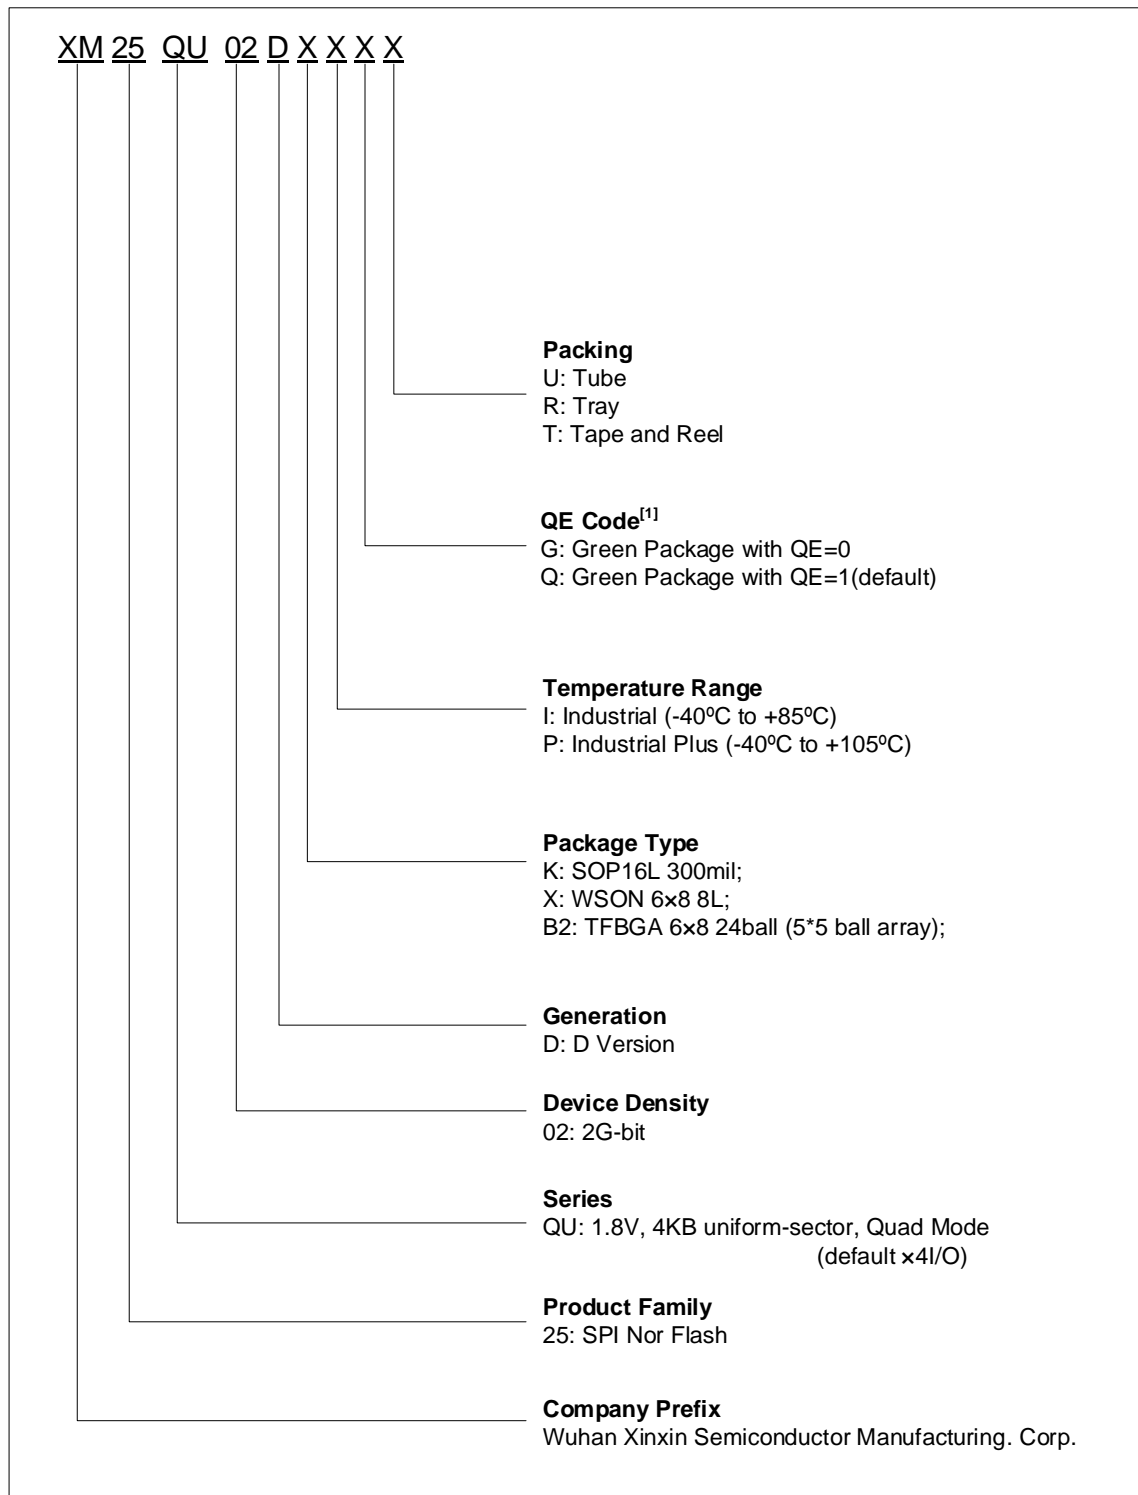 XM 25 QU 02 D X X X X
Packing
U: Tube
R: Tray
T: Tape and Reel
QE Code[1]
G: Green Package with QE=0
Q: Green Package with QE=1(default)
Temperature Range
I: Industrial (-40ºC to +85ºC)
P: Industrial Plus (-40ºC to +105ºC)
Package Type
K: SOP16L 300mil;
X: WSON 6×8 8L;
B2: TFBGA 6×8 24ball (5*5 ball array);
Generation
D: D Version
Device Density
02: 2G-bit
Series
QU: 1.8V, 4KB uniform-sector, Quad Mode
(default ×4I/O)
Product Family
25: SPI Nor Flash
Company Prefix
Wuhan Xinxin Semiconductor Manufacturing. Corp.